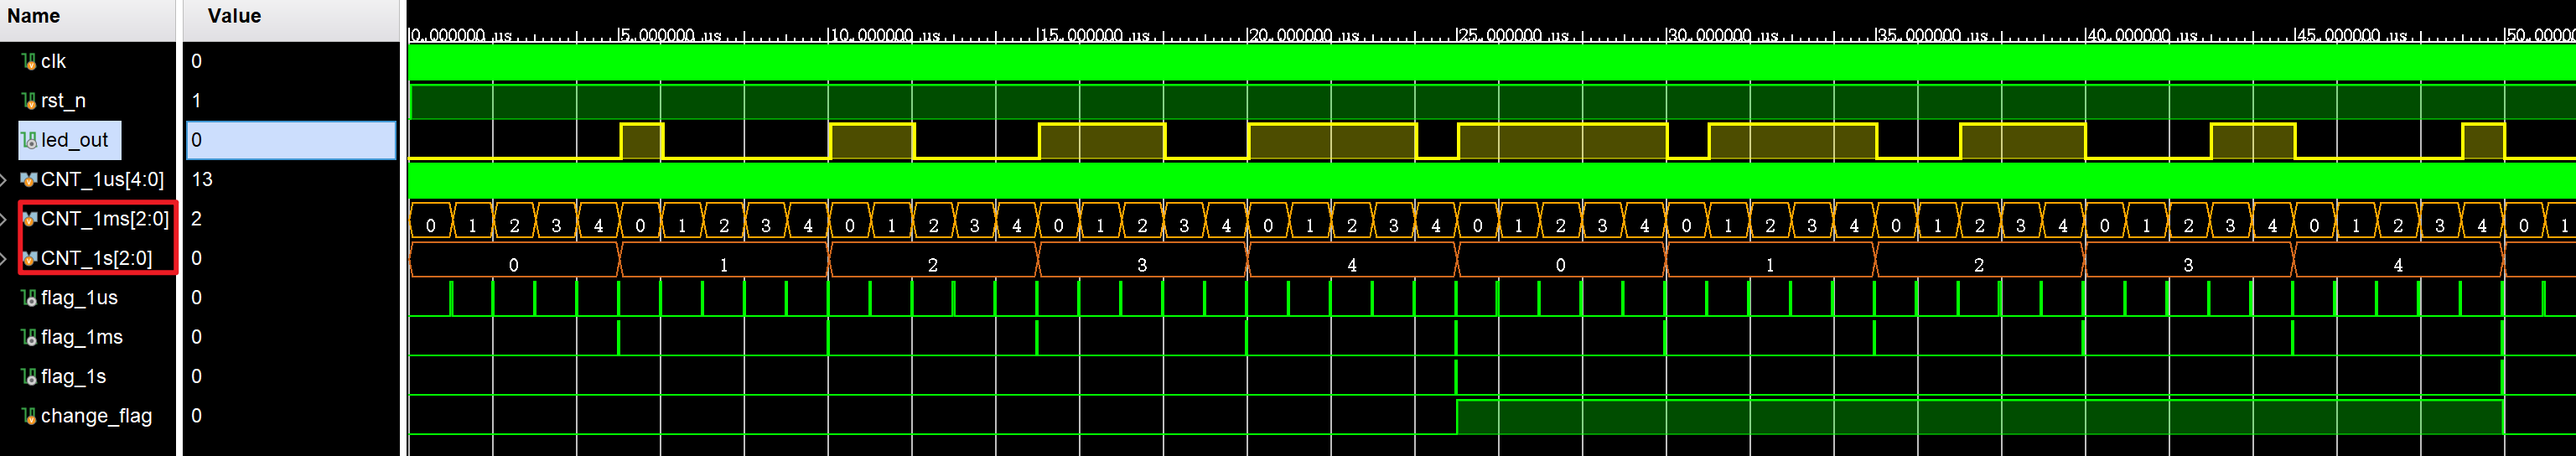 Name Value
0.000000 us 5.000000 us 10.000000 us 15.000000 us 20.000000 us 25.000000 us 30.000000 us 35.000000 us 40.000000 us 45.000000 us 50.00000
clk 0
rst_n 1
led_out 0
CNT_1us[4:0] 13
CNT_1ms[2:0] 2 0 1 2 3 4 0 1 2 3 4 0 1 2 3 4 0 1 2 3 4 0 1 2 3 4 0 1 2 3 4 0 1 2 3 4 0 1 2 3 4 0 1 2 3 4 0 1 2 3 4 0 1
CNT_1s[2:0] 0 0 1 2 3 4 0 1 2 3 4
flag_1us 0
flag_1ms 0
flag_1s 0
change_flag 0